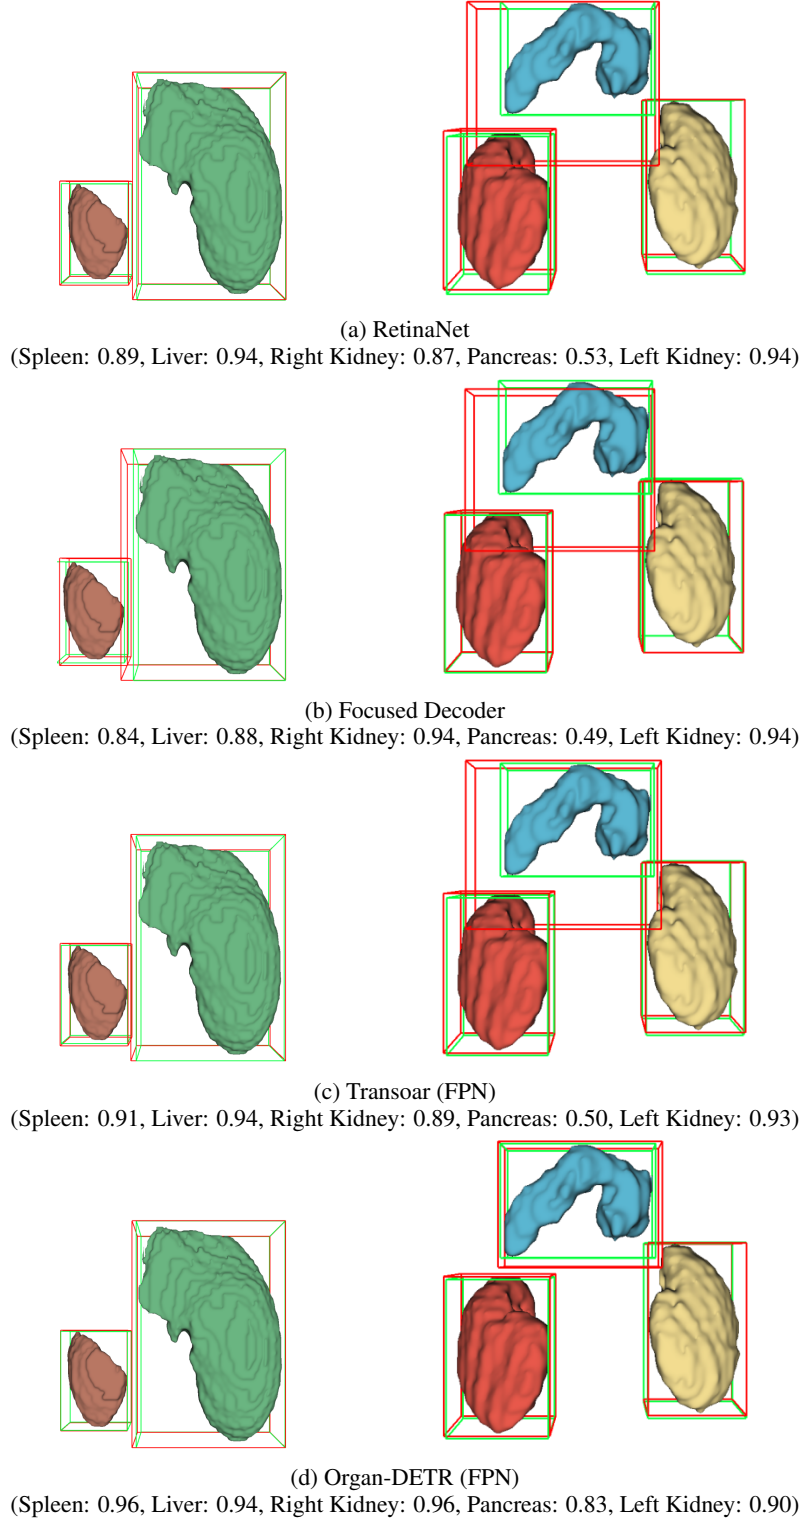 (a) RetinaNet
(Spleen: 0.89, Liver: 0.94, Right Kidney: 0.87, Pancreas: 0.53, Left Kidney: 0.94)
(b) Focused Decoder
(Spleen: 0.84, Liver: 0.88, Right Kidney: 0.94, Pancreas: 0.49, Left Kidney: 0.94)
(c) Transoar (FPN)
(Spleen: 0.91, Liver: 0.94, Right Kidney: 0.89, Pancreas: 0.50, Left Kidney: 0.93)
(d) Organ-DETR (FPN)
(Spleen: 0.96, Liver: 0.94, Right Kidney: 0.96, Pancreas: 0.83, Left Kidney: 0.90)